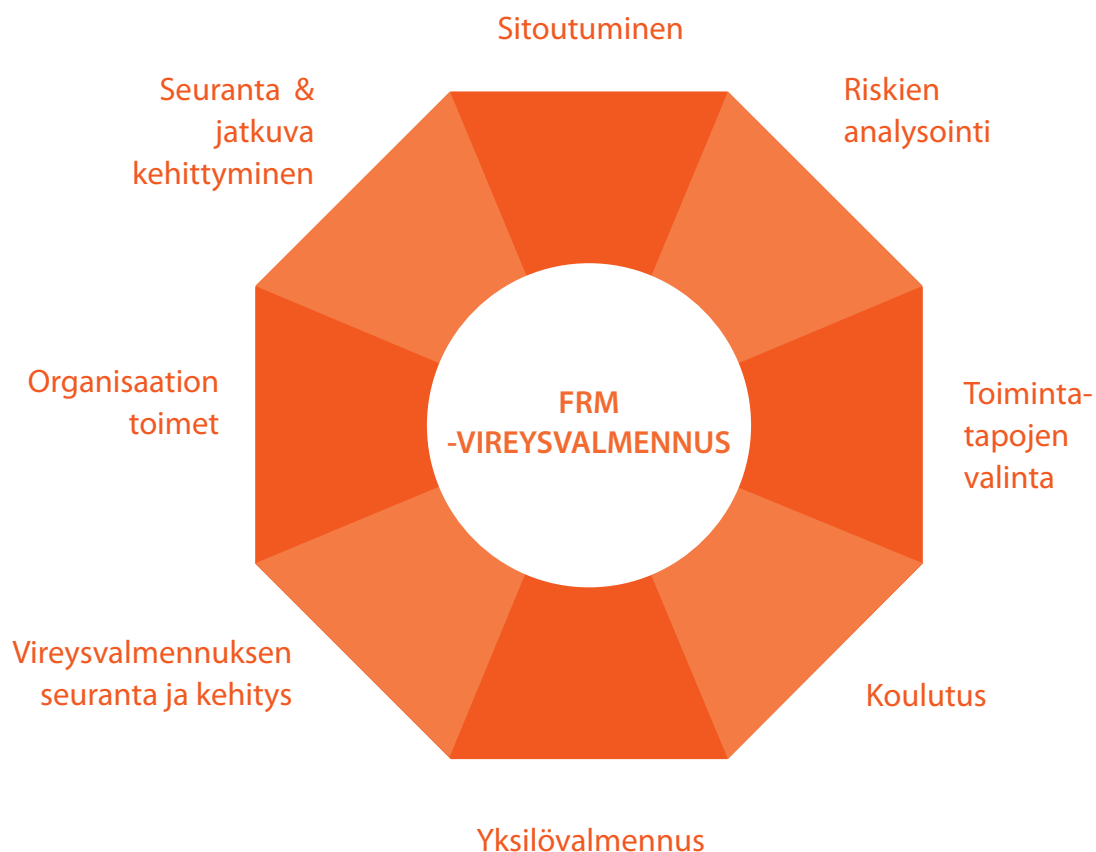 Sitoutuminen
Riskien
analysointi
Toiminta-
tapojen
valinta
Koulutus
Yksilövalmennus
Vireysvalmennuksen
seuranta ja kehitys
Organisaation
toimet
Seuranta &
jatkuva
kehittyminen
FRM
-VIREYSVALMENNUS